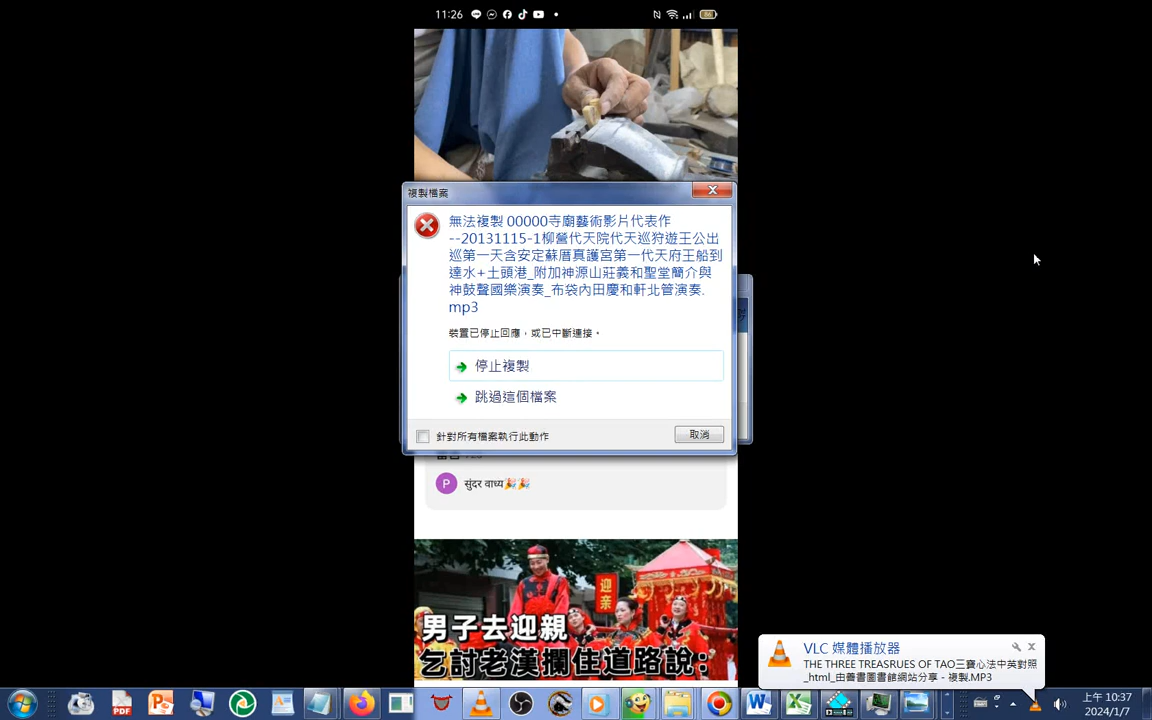 11:26
86
複製檔案
無法複製 00000寺廟藝術影片代表作
--20131115-1柳營代天院代天巡狩遊王公出
巡第一天含安定蘇厝真護宮第一代天府王船到
達水+土頭港_附加神源山莊義和聖堂簡介與
神鼓聲國樂演奏_布袋內田慶和軒北管演奏.
mp3
裝置已停止回應，或已中斷連接。
停止複製
跳過這個檔案
針對所有檔案執行此動作
取消
P सुंदर वाच्य🎉🎉
迎亲
男子去迎親
乞討老漢攔住道路說:
VLC 媒體播放器
THE THREE TREASRUES OF TAO三寶心法中英對照
_html_由善書圖書館網站分享 - 複製.MP3
PDF
上午 10:37
2024/1/7